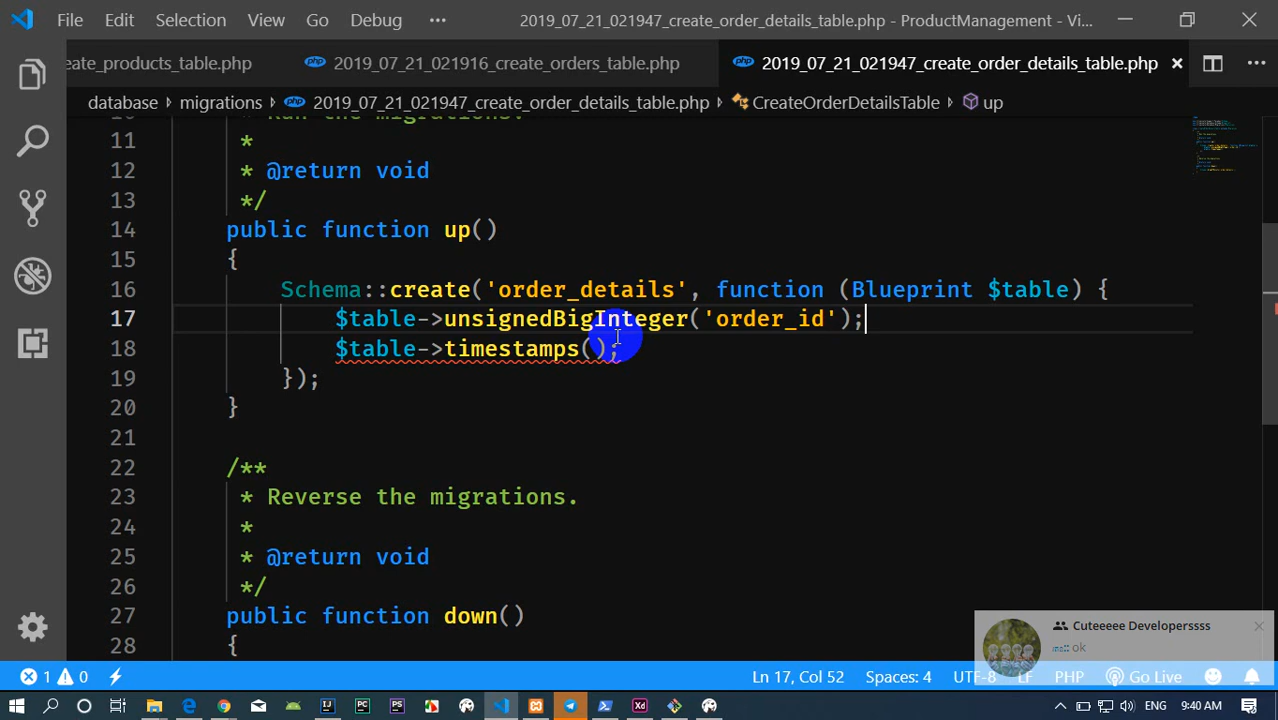 File Edit Selection View Go Debug ··· 2019_07_21_021947_create_order_details_table.php - ProductManagement - Vi...
eate_products_table.php 2019_07_21_021916_create_orders_table.php 2019_07_21_021947_create_order_details_table.php
database > migrations > 2019_07_21_021947_create_order_details_table.php > CreateOrderDetailsTable > up
10 * Run the migrations.
11 *
12 * @return void
13 */
14 public function up()
15 {
16 Schema::create('order_details', function (Blueprint $table) {
17 $table->unsignedBigInteger('order_id');
18 $table->timestamps();
19 });
20 }
21
22 /**
23 * Reverse the migrations.
24 *
25 * @return void
26 */
27 public function down()
28 {
Cuteeeee Developerssss
ok
1 0 Ln 17, Col 52 Spaces: 4 UTF-8 LF PHP Go Live
ENG 9:40 AM